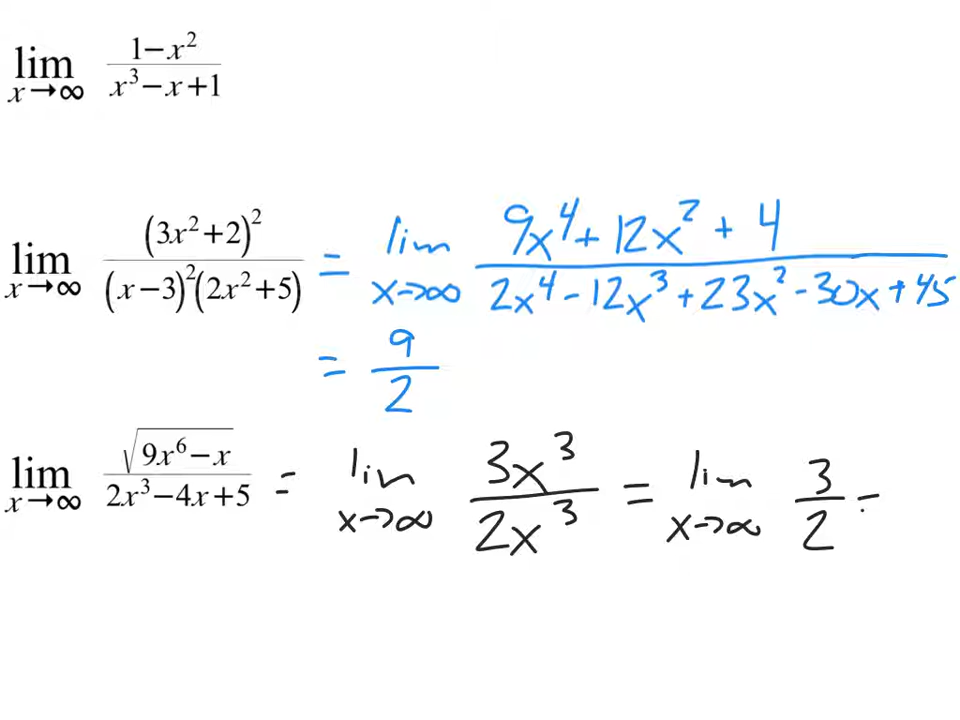 lim x→∞ (1−x²)/(x³−x+1)
lim x→∞ (3x²+2)²/((x−3)²(2x²+5)) = lim x→∞ (9x⁴+12x²+4)/(2x⁴−12x³+23x²−30x+45)
= 9/2
lim x→∞ √(9x⁶−x)/(2x³−4x+5) = lim x→∞ 3x³/2x³ = lim x→∞ 3/2 =